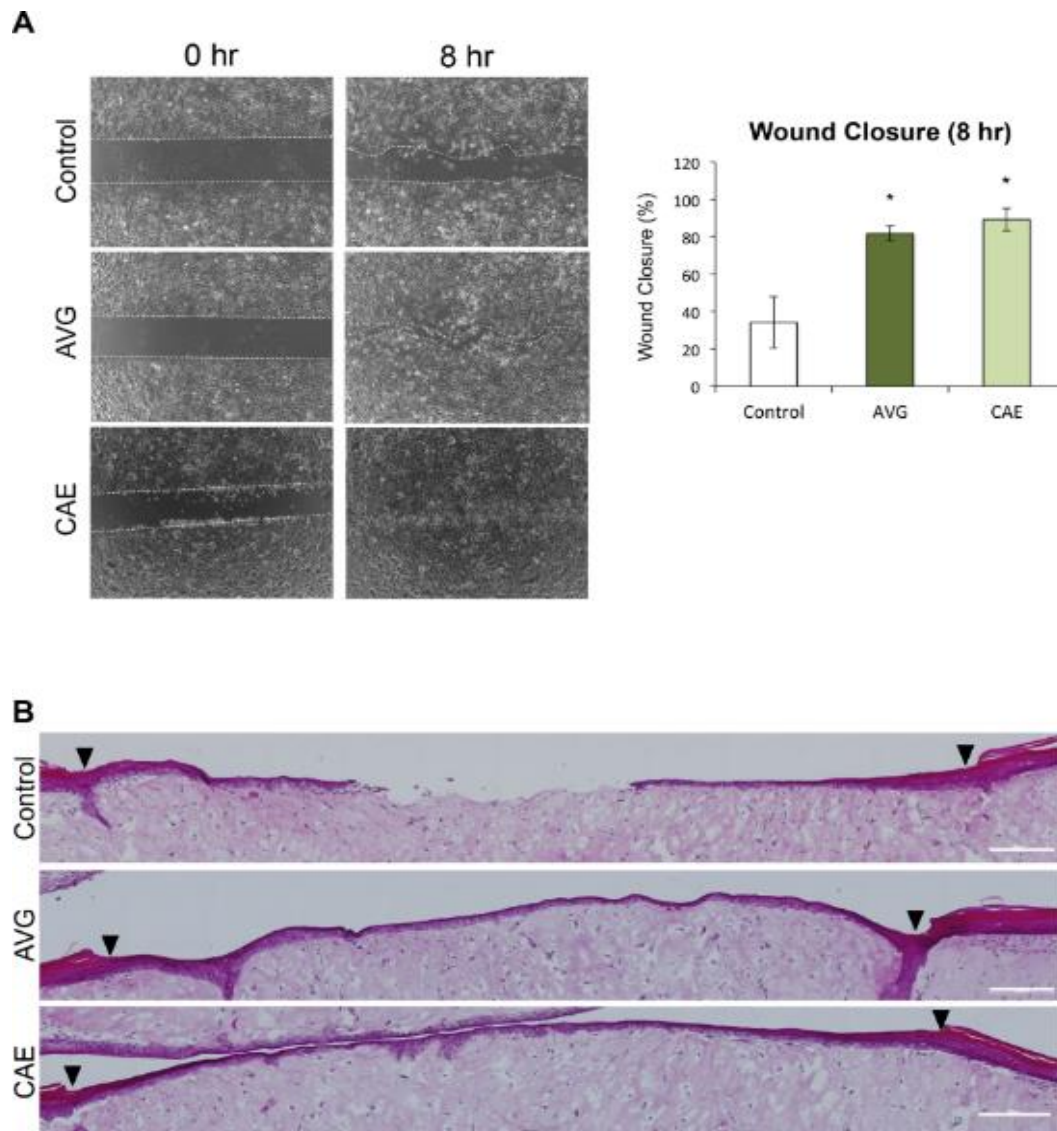 A
0 hr
8 hr
Control
AVG
CAE
Wound Closure (8 hr)
Wound Closure (%)
120
100
80
60
40
20
0
*
*
Control
AVG
CAE
B
Control
AVG
CAE